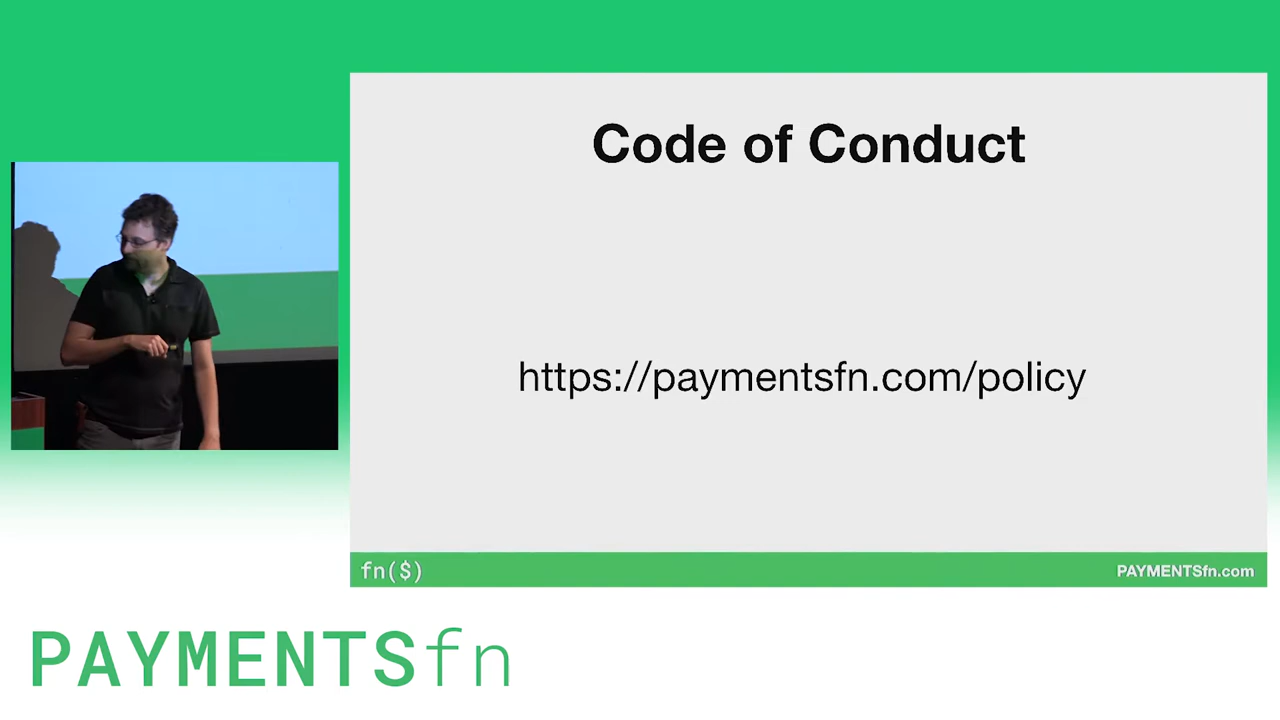 Code of Conduct
https://paymentsfn.com/policy
fn($)
PAYMENTSfn.com
PAYMENTSfn